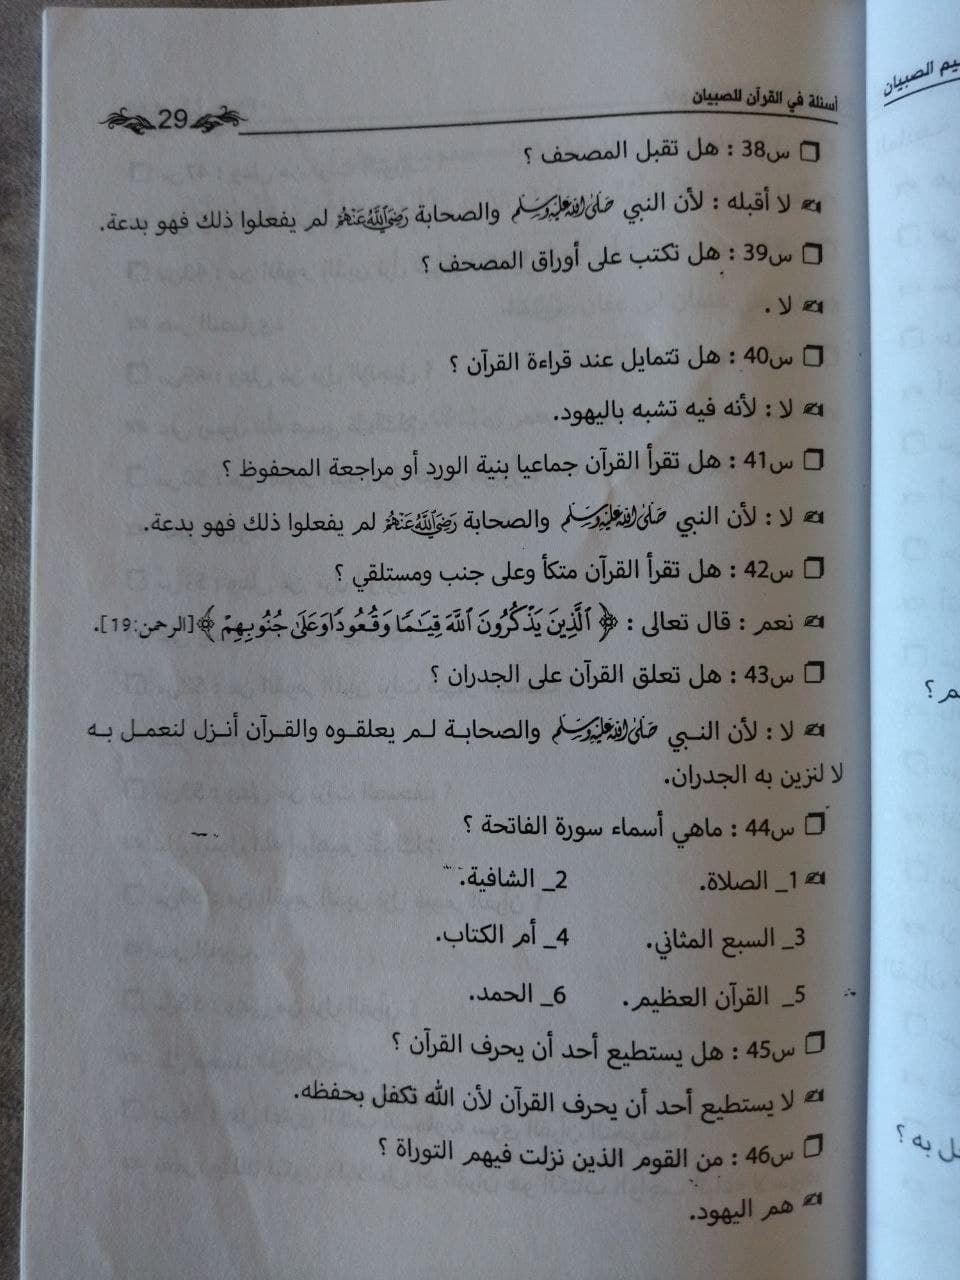 أسئلة في القرآن للصبيان
29
س38 : هل تقبل المصحف ؟
لا أقبله : لأن النبي ﷺ والصحابة رَضِيَ اللَّهُ عَنْهُمْ لم يفعلوا ذلك فهو بدعة.
س39 : هل تكتب على أوراق المصحف ؟
لا .
س40 : هل تتمايل عند قراءة القرآن ؟
لا : لأنه فيه تشبه باليهود.
س41 : هل تقرأ القرآن جماعيا بنية الورد أو مراجعة المحفوظ ؟
لا : لأن النبي ﷺ والصحابة رَضِيَ اللَّهُ عَنْهُمْ لم يفعلوا ذلك فهو بدعة.
س42 : هل تقرأ القرآن متكأ وعلى جنب ومستلقي ؟
نعم : قال تعالى : ﴿ ٱلَّذِينَ يَذْكُرُونَ ٱللَّهَ قِيَـٰمًا وَقُعُودًا وَعَلَىٰ جُنُوبِهِمْ ﴾[الرحمن:19].
س43 : هل تعلق القرآن على الجدران ؟
لا : لأن النبي ﷺ والصحابة لم يعلقوه والقرآن أنزل لنعمل به
لا لنزين به الجدران.
س44 : ماهي أسماء سورة الفاتحة ؟
1_ الصلاة. 2_ الشافية.
3_ السبع المثاني. 4_ أم الكتاب.
5_ القرآن العظيم. 6_ الحمد.
س45 : هل يستطيع أحد أن يحرف القرآن ؟
لا يستطيع أحد أن يحرف القرآن لأن الله تكفل بحفظه.
س46 : من القوم الذين نزلت فيهم التوراة ؟
هم اليهود.
يم الصبيان
م ؟
ل به ؟